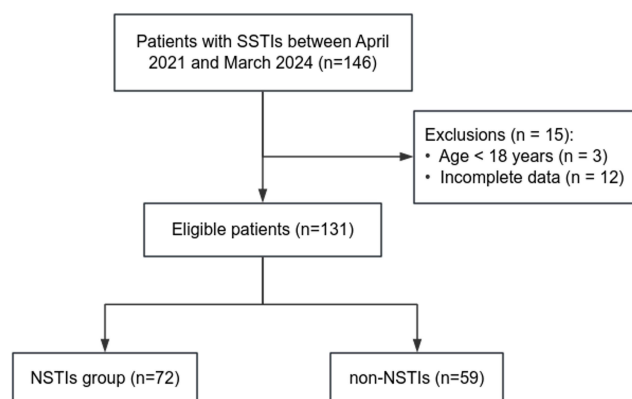 Patients with SSTIs between April
2021 and March 2024 (n=146)
Exclusions (n = 15):
• Age < 18 years (n = 3)
• Incomplete data (n = 12)
Eligible patients (n=131)
NSTIs group (n=72)
non-NSTIs (n=59)